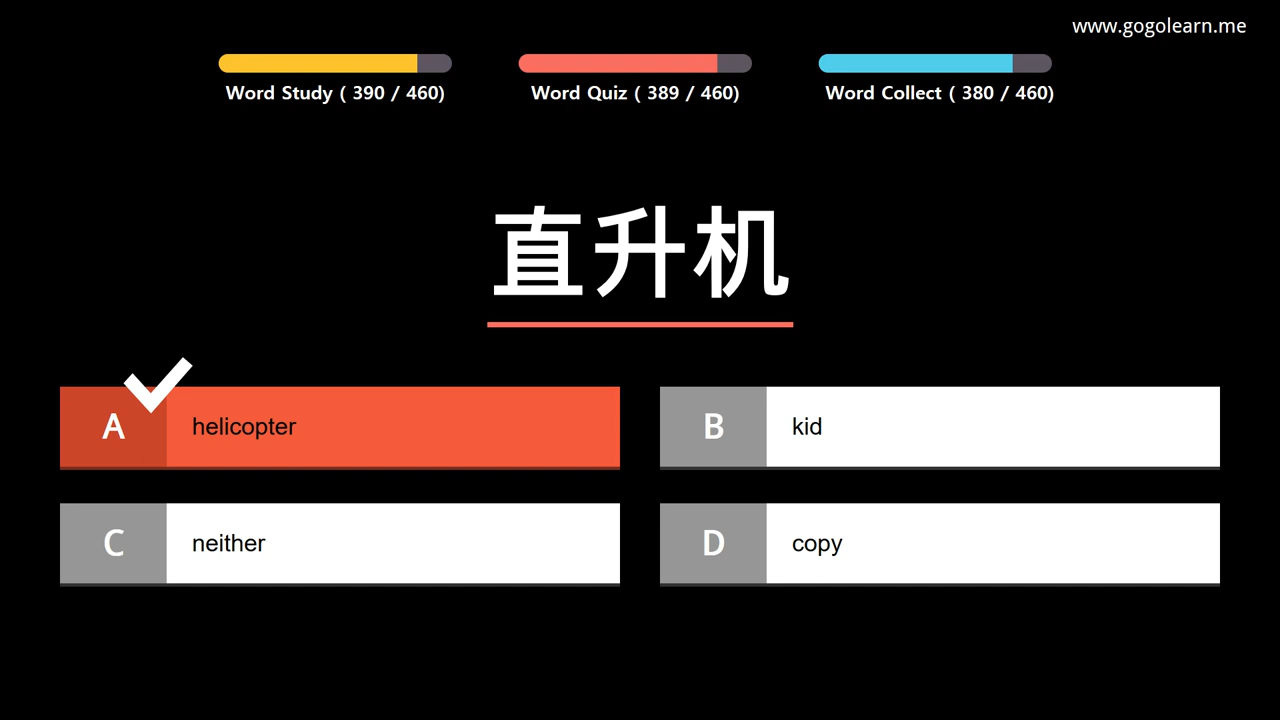 www.gogolearn.me
Word Study ( 390 / 460)
Word Quiz ( 389 / 460)
Word Collect ( 380 / 460)
直升机
A helicopter
B kid
C neither
D copy